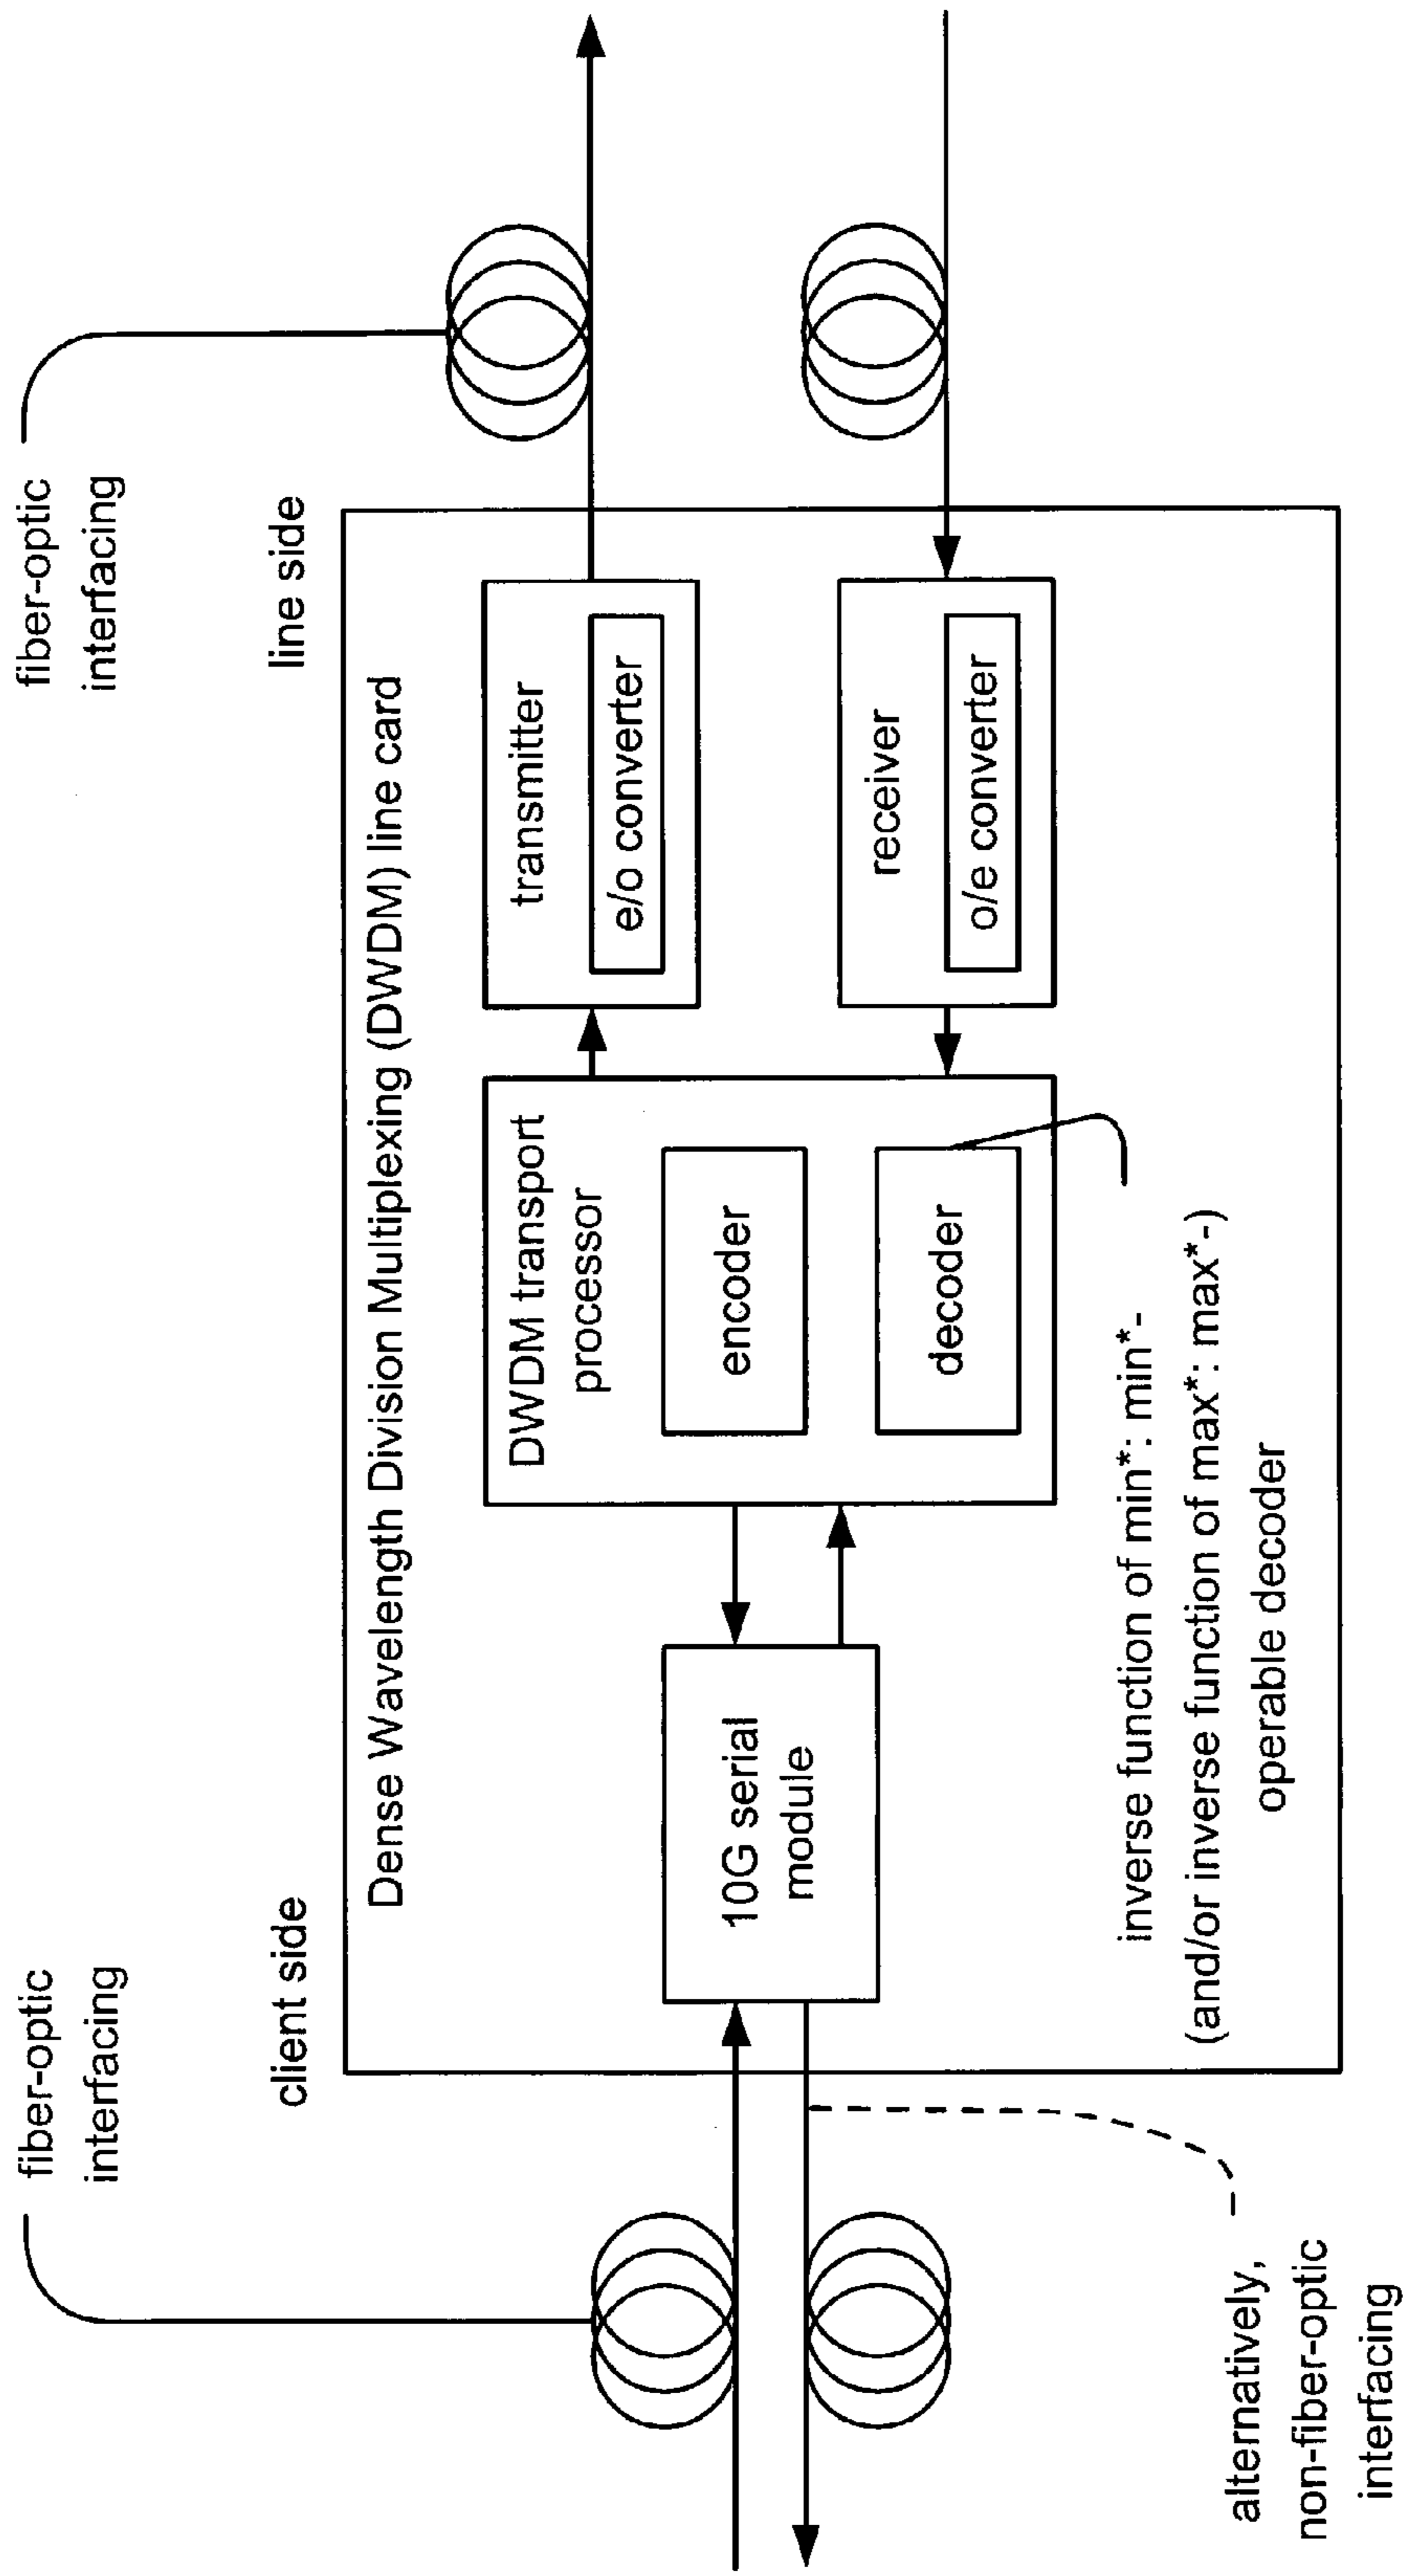 fiber-optic
interfacing
fiber-optic
interfacing
client side
line side
Dense Wavelength Division Multiplexing (DWDM) line card
DWDM transport
processor
transmitter
e/o converter
encoder
10G serial
module
decoder
receiver
o/e converter
inverse function of min*: min*-
(and/or inverse function of max*: max*-)
operable decoder
alternatively,
non-fiber-optic
interfacing